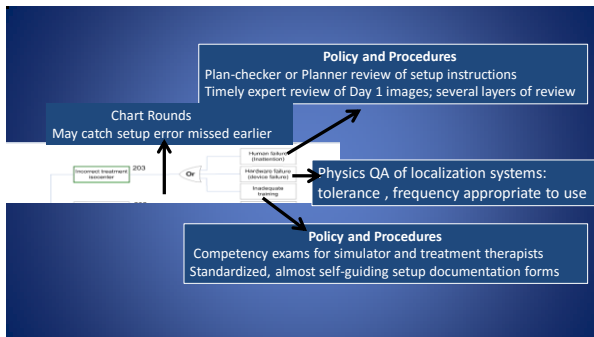 Policy and Procedures
Plan-checker or Planner review of setup instructions
Timely expert review of Day 1 images; several layers of review
Chart Rounds
May catch setup error missed earlier
Human failure
(Inattention)
Incorrect treatment
isocenter
203
Or
Hardware failure
(device failure)
Inadequate
training
Physics QA of localization systems:
tolerance , frequency appropriate to use
Policy and Procedures
Competency exams for simulator and treatment therapists
Standardized, almost self-guiding setup documentation forms